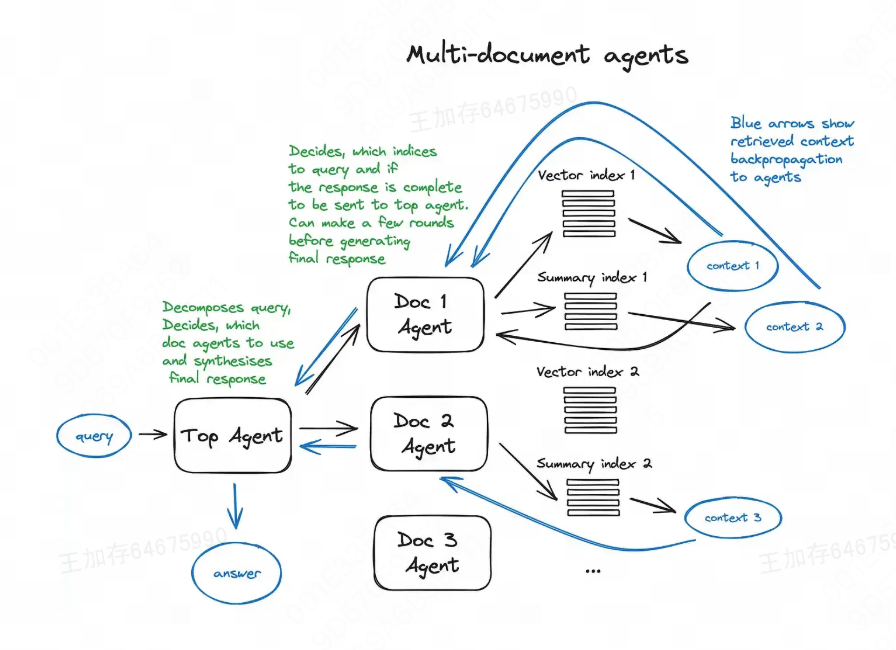 Multi-document agents
王加存64675990
Blue arrows show
retrieved context
backpropagation
to agents
Decides, which indices
to query and if
the response is complete
to be sent to top agent.
Can make a few rounds
before generating
final response
Vector index 1
context 1
Summary index 1
context 2
Doc 1
Agent
Decomposes query,
Decides, which
doc agents to use
and synthesises
final response
Vector index 2
query
Top Agent
Doc 2
Agent
Summary index 2
context 3
Doc 3
Agent
...
answer
王加存64675990
王加存64675990